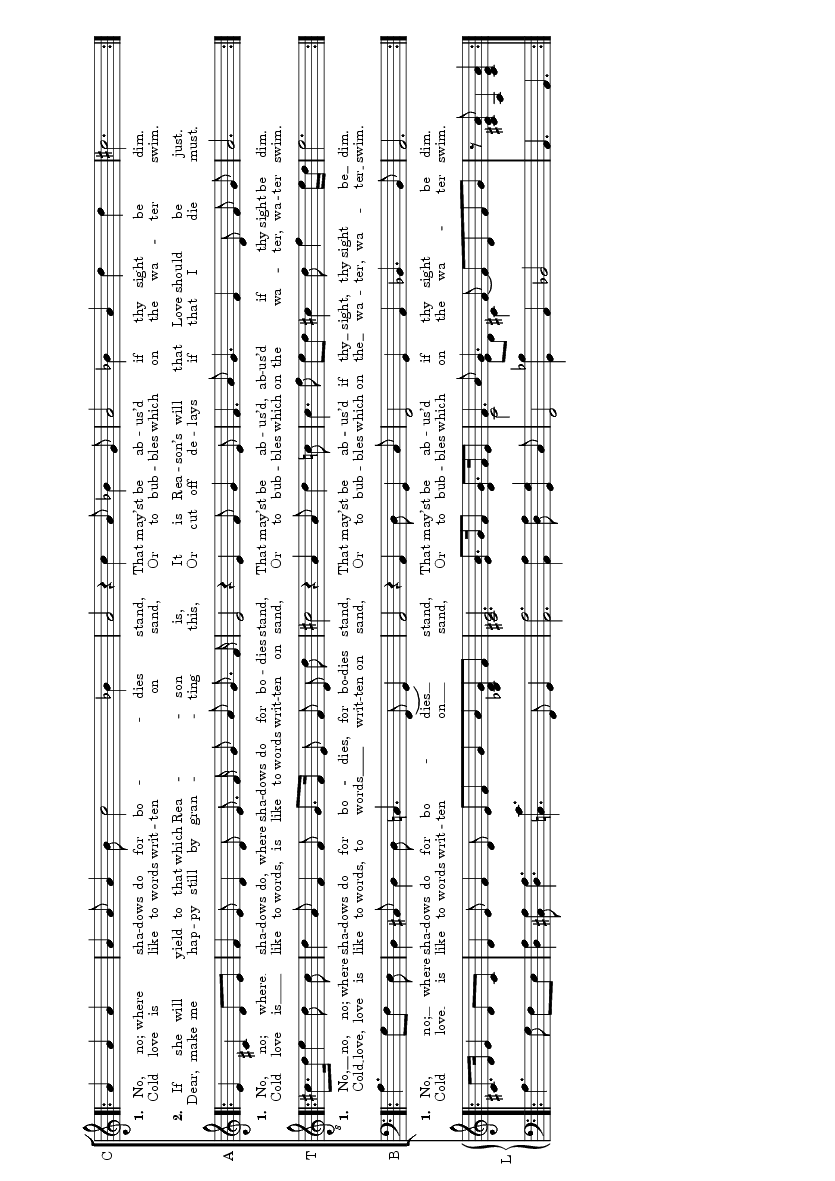 C
1. No, no; where sha-dows do for bo - dies stand, That may'st be ab - us'd if thy sight be dim.
Cold love is like to words writ - ten on sand, Or to bub - bles which on the wa - ter swim.
2. If she will yield to that which Rea - son is, It is Rea - son's will that Love should be just.
Dear, make me hap - py still by gran - ting this, Or cut off de - lays if that I die must.
A
1. No, no; where sha-dows do, where sha-dows do for bo - dies stand, That may'st be ab - us'd, ab-us'd if thy sight be dim.
Cold love is__ like to words, is like to words writ-ten on sand, Or to bub - bles which on the wa - ter, wa-ter swim.
T
8
1. No,__ no, no; where sha-dows do for bo - dies, for bo-dies stand, That may'st be ab - us'd if thy_ sight, thy sight be_ dim.
Cold_love, love is like to words, to words___ writ-ten on sand, Or to bub - bles which on the_ wa - ter, wa - ter_ swim.
B
1. No, no;_ where sha-dows do for bo - dies__ stand, That may'st be ab - us'd if thy sight be dim.
Cold love_ is like to words writ - ten on___ sand, Or to bub - bles which on the wa - ter swim.
L